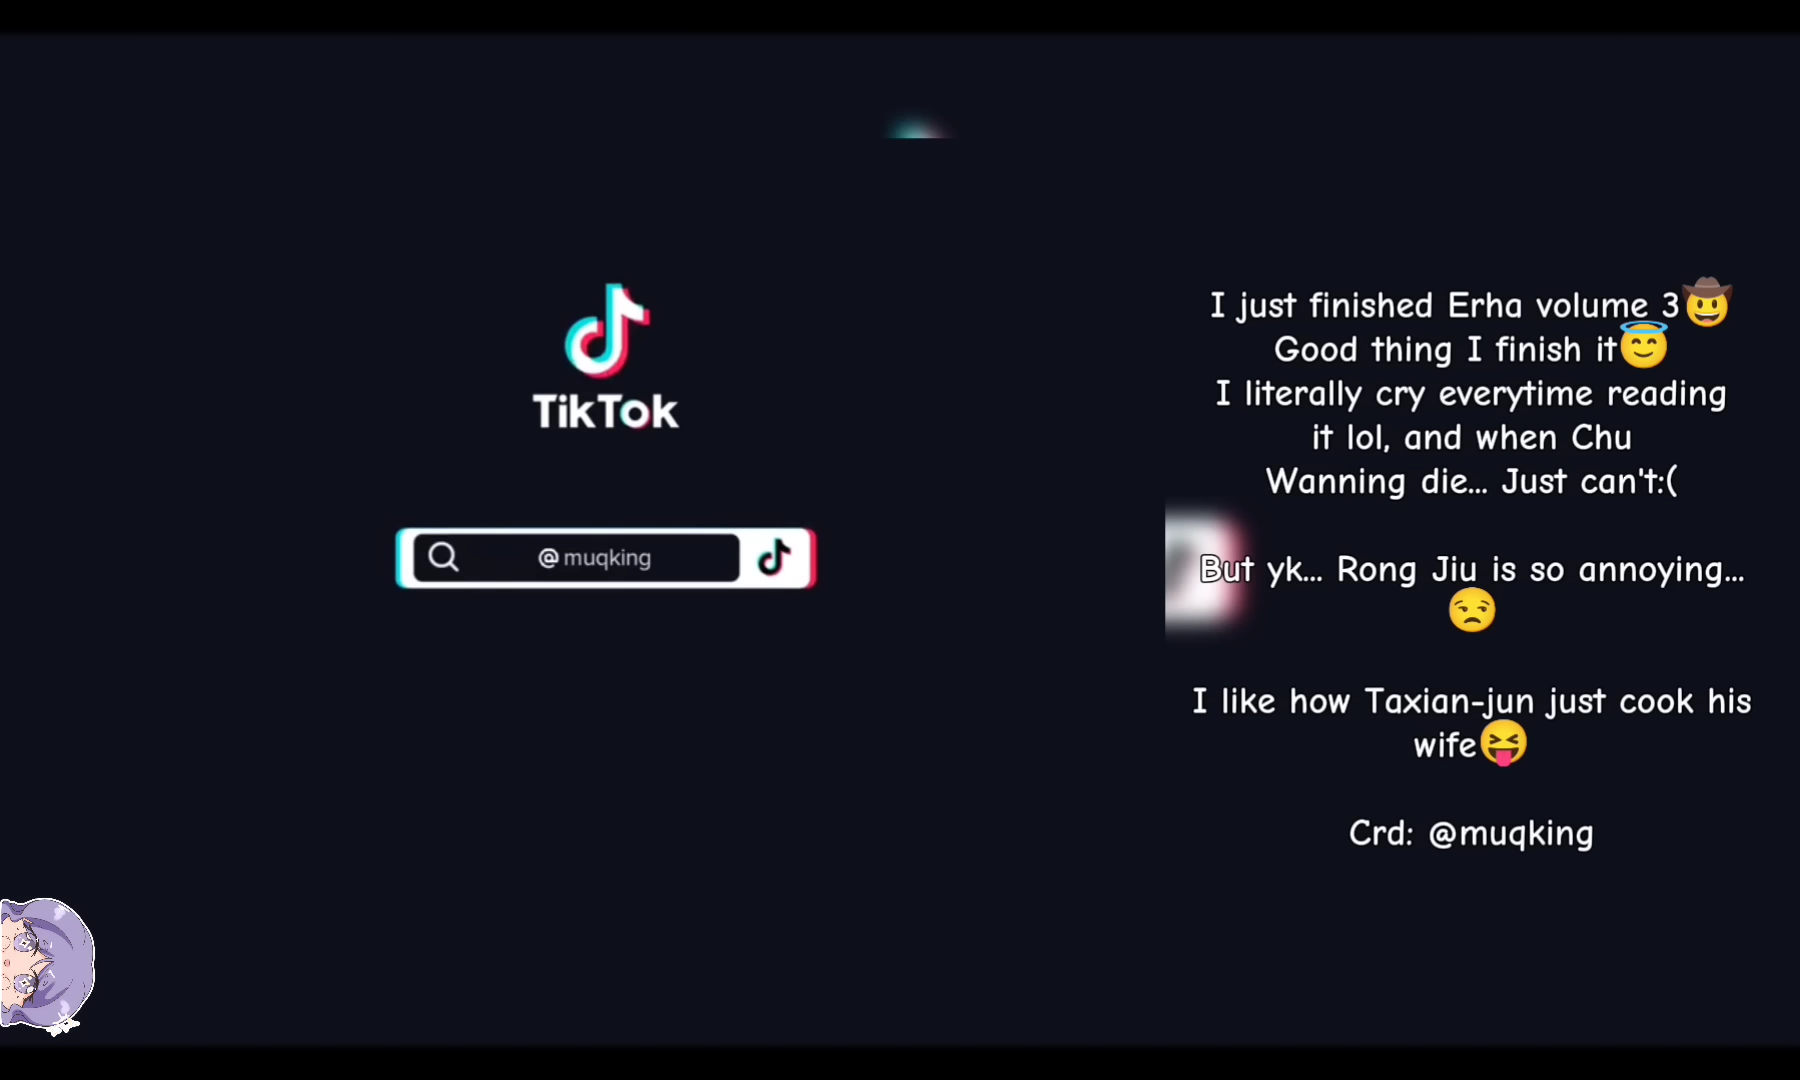 TikTok
@muqking
I just finished Erha volume 3🤠
Good thing I finish it😇
I literally cry everytime reading
it lol, and when Chu
Wanning die... Just can't:(
But yk... Rong Jiu is so annoying...
😒
I like how Taxian-jun just cook his
wife😝
Crd: @muqking